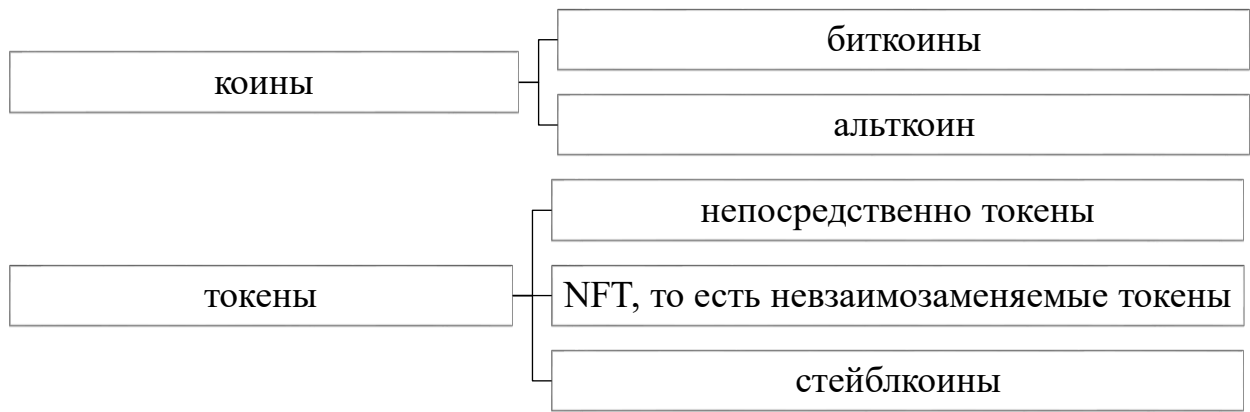 коины
биткоины
альткоин
токены
непосредственно токены
NFT, то есть невзаимозаменяемые токены
стейблкоины